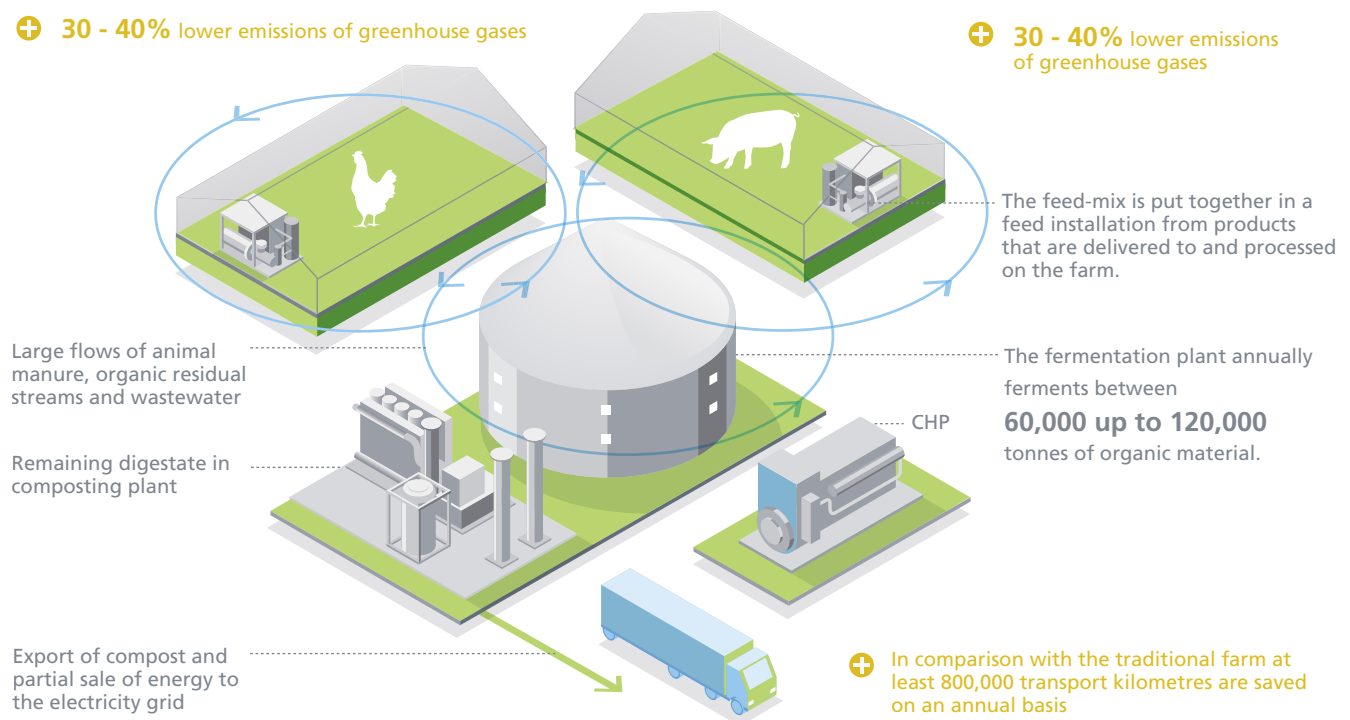 30 - 40% lower emissions of greenhouse gases
30 - 40% lower emissions
of greenhouse gases
The feed-mix is put together in a
feed installation from products
that are delivered to and processed
on the farm.
Large flows of animal
manure, organic residual
streams and wastewater
The fermentation plant annually
ferments between
60,000 up to 120,000
tonnes of organic material.
CHP
Remaining digestate in
composting plant
Export of compost and
partial sale of energy to
the electricity grid
In comparison with the traditional farm at
least 800,000 transport kilometres are saved
on an annual basis